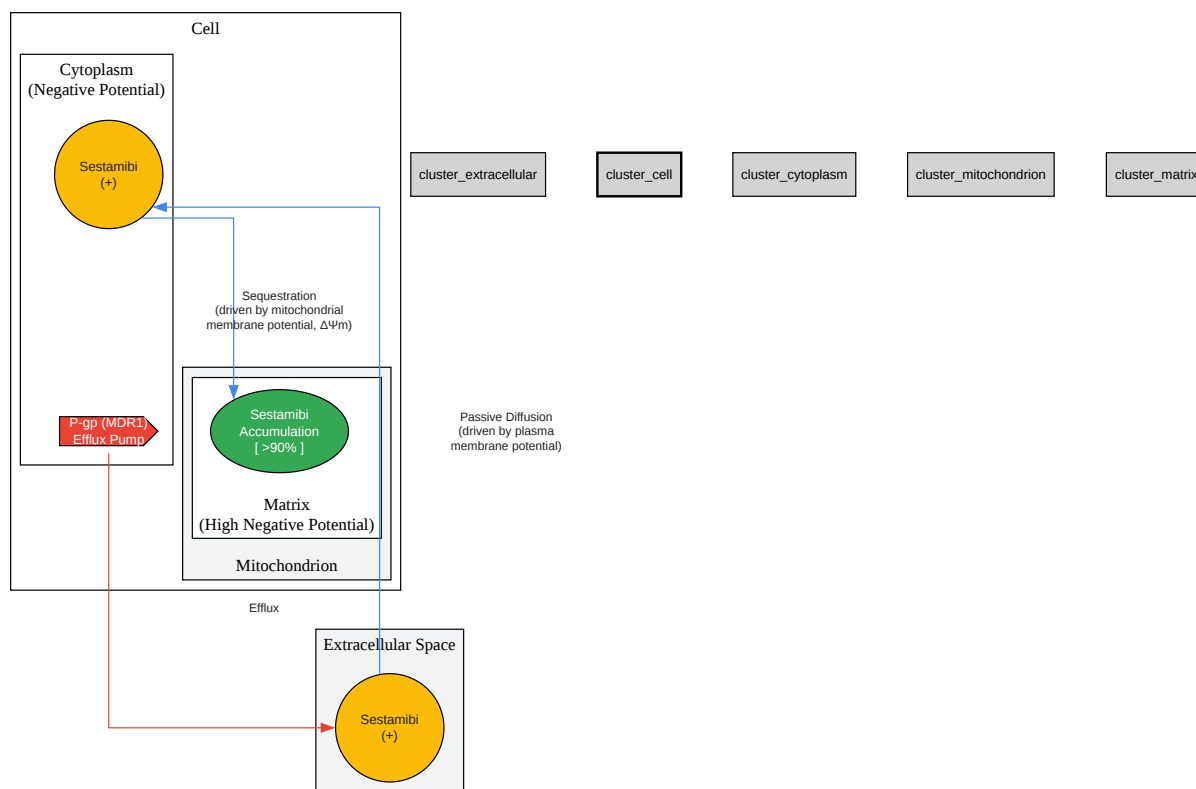 Cell
Cytoplasm
(Negative Potential)
Sestamibi
(+)
cluster_extracellular
cluster_cell
cluster_cytoplasm
cluster_mitochondrion
cluster_matrix
Sequestration
(driven by mitochondrial
membrane potential, ΔΨm)
P-gp (MDR1)
Efflux Pump
Sestamibi
Accumulation
[ >90% ]
Passive Diffusion
(driven by plasma
membrane potential)
Matrix
(High Negative Potential)
Mitochondrion
Efflux
Extracellular Space
Sestamibi
(+)